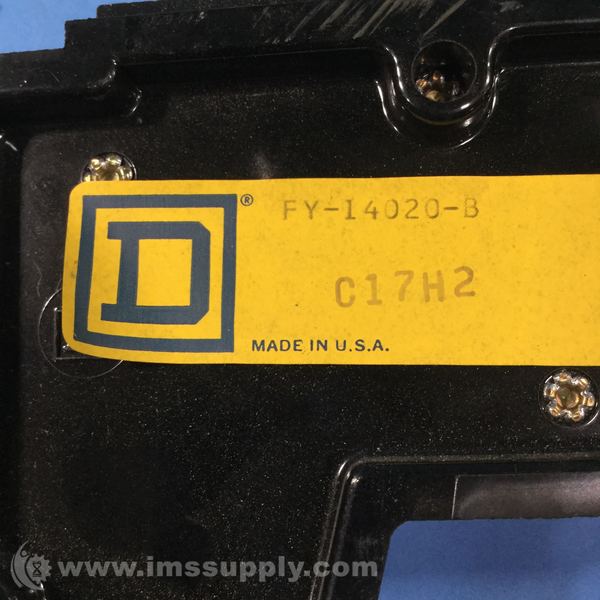 FY-14020-B
D ®
C17H2
MADE IN U.S.A.
www.imssupply.com